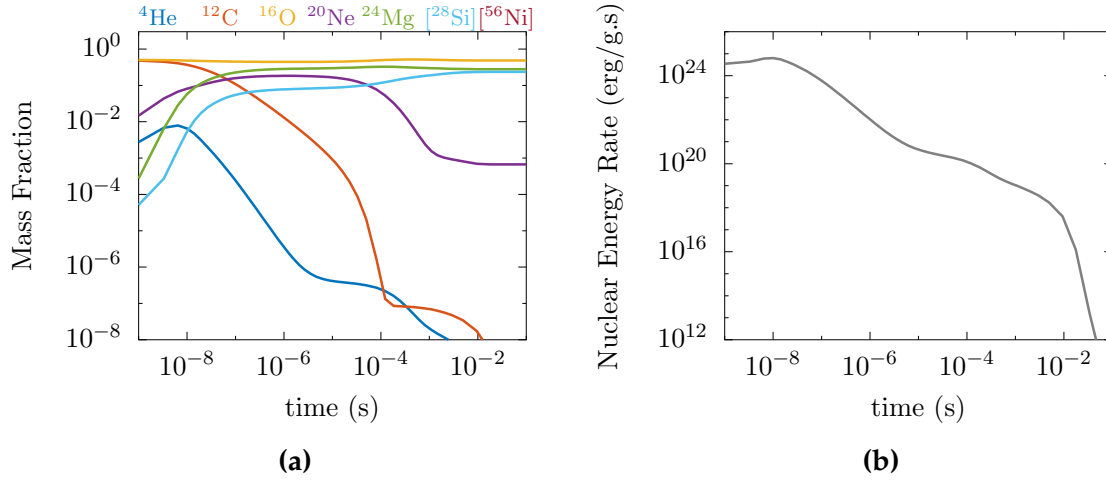 ⁴He ¹²C ¹⁶O ²⁰Ne ²⁴Mg [²⁸Si] [⁵⁶Ni]
10⁰
10⁻²
10⁻⁴
10⁻⁶
10⁻⁸
Mass Fraction
10⁻⁸ 10⁻⁶ 10⁻⁴ 10⁻²
time (s)
(a)
10²⁴
10²⁰
10¹⁶
10¹²
Nuclear Energy Rate (erg/g.s)
10⁻⁸ 10⁻⁶ 10⁻⁴ 10⁻²
time (s)
(b)